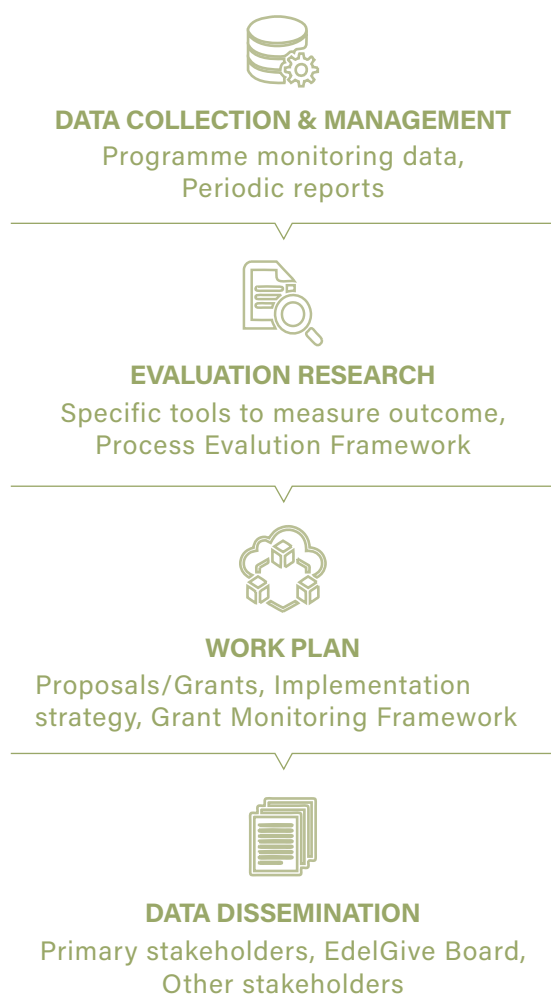 DATA COLLECTION & MANAGEMENT
Programme monitoring data,
Periodic reports
EVALUATION RESEARCH
Specific tools to measure outcome,
Process Evalution Framework
WORK PLAN
Proposals/Grants, Implementation
strategy, Grant Monitoring Framework
DATA DISSEMINATION
Primary stakeholders, EdelGive Board,
Other stakeholders